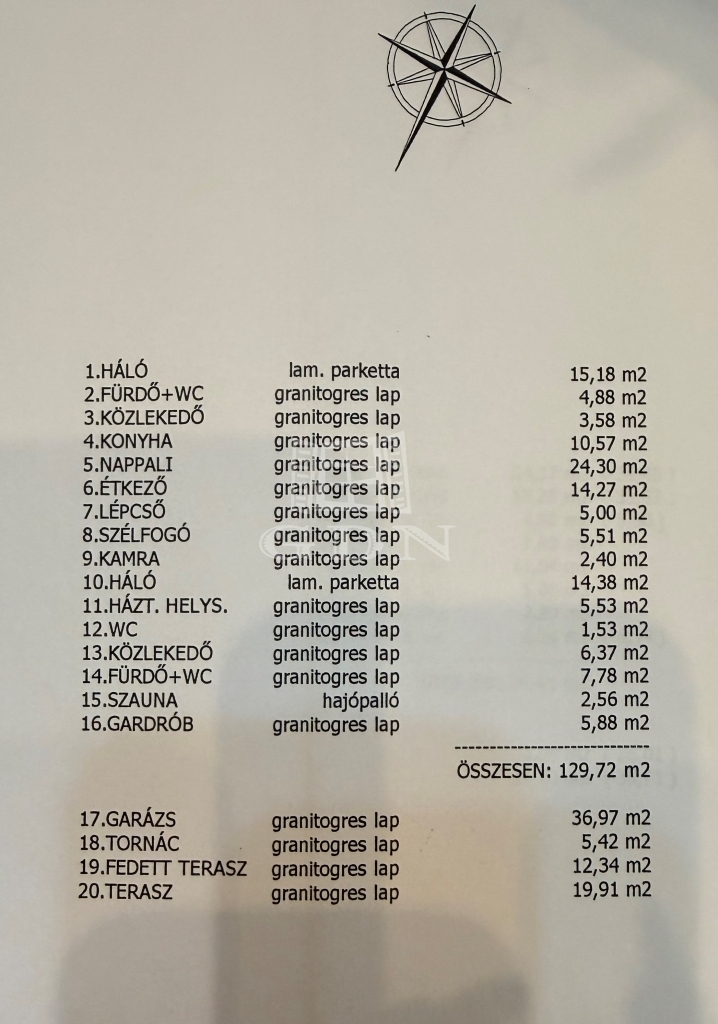 1.HÁLÓ lam. parketta 15,18 m2
2.FÜRDŐ+WC granitogres lap 4,88 m2
3.KÖZLEKEDŐ granitogres lap 3,58 m2
4.KONYHA granitogres lap 10,57 m2
5.NAPPALI granitogres lap 24,30 m2
6.ÉTKEZŐ granitogres lap 14,27 m2
7.LÉPCSŐ granitogres lap 5,00 m2
8.SZÉLFOGÓ granitogres lap 5,51 m2
GDN
9.KAMRA granitogres lap 2,40 m2
10.HÁLÓ lam. parketta 14,38 m2
11.HÁZT. HELYS. granitogres lap 5,53 m2
12.WC granitogres lap 1,53 m2
13.KÖZLEKEDŐ granitogres lap 6,37 m2
14.FÜRDŐ+WC granitogres lap 7,78 m2
15.SZAUNA hajópalló 2,56 m2
16.GARDRÓB granitogres lap 5,88 m2
------------------------------
ÖSSZESEN: 129,72 m2
17.GARÁZS granitogres lap 36,97 m2
18.TORNÁC granitogres lap 5,42 m2
19.FEDETT TERASZ granitogres lap 12,34 m2
20.TERASZ granitogres lap 19,91 m2